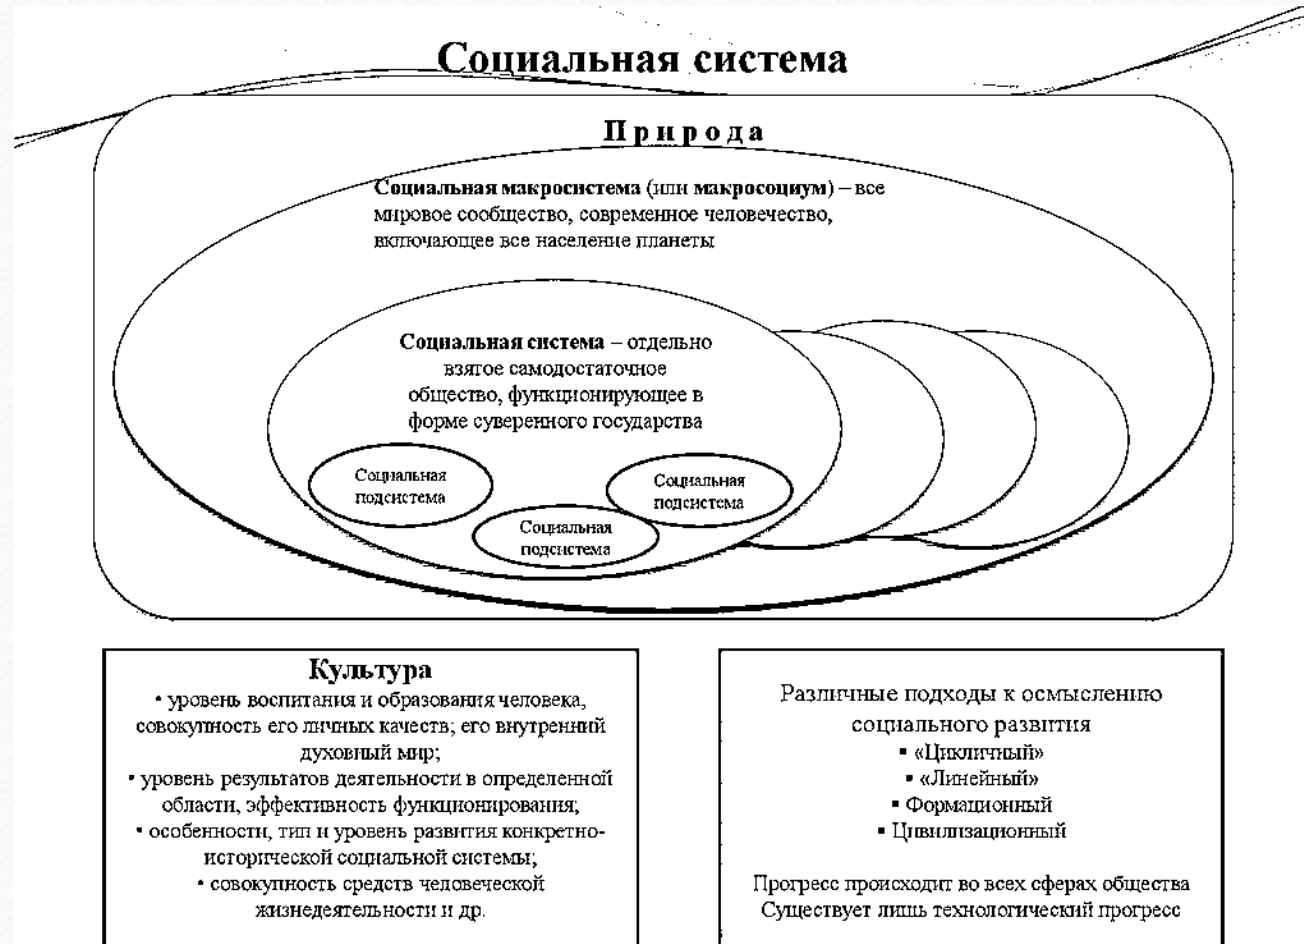 Социальная система
Природа
Социальная макросистема (или макросоциум) – все
мировое сообщество, современное человечество,
включающее все население планеты
Социальная система – отдельно
взятое самодостаточное
общество, функционирующее в
форме суверенного государства
Социальная
подсистема
Социальная
подсистема
Социальная
подсистема
Культура
• уровень воспитания и образования человека,
совокупность его личных качеств; его внутренний
духовный мир;
• уровень результатов деятельности в определенной
области, эффективность функционирования;
• особенности, тип и уровень развития конкретно-
исторической социальной системы;
• совокупность средств человеческой
жизнедеятельности и др.
Различные подходы к осмыслению
социального развития
▪ «Цикличный»
▪ «Линейный»
▪ Формационный
▪ Цивилизационный
Прогресс происходит во всех сферах общества
Существует лишь технологический прогресс